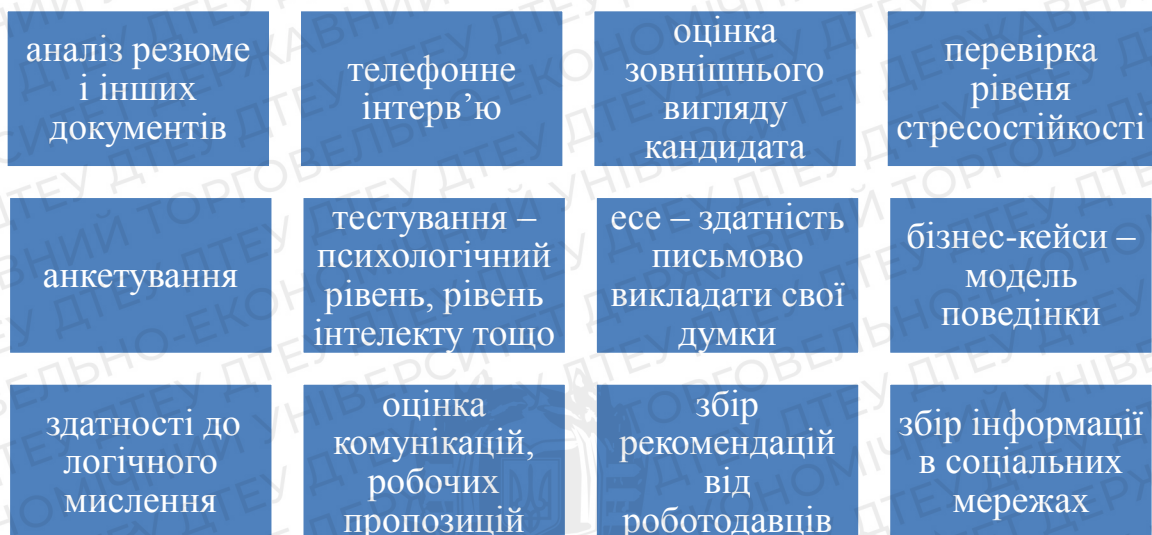 аналіз резюме
і інших
документів
телефонне
інтерв’ю
оцінка
зовнішнього
вигляду
кандидата
перевірка
рівеня
стресостійкості
анкетування
тестування –
психологічний
рівень, рівень
інтелекту тощо
есе – здатність
письмово
викладати свої
думки
бізнес-кейси –
модель
поведінки
здатності до
логічного
мислення
оцінка
комунікацій,
робочих
пропозицій
збір
рекомендацій
від
роботодавців
збір інформації
в соціальних
мережах